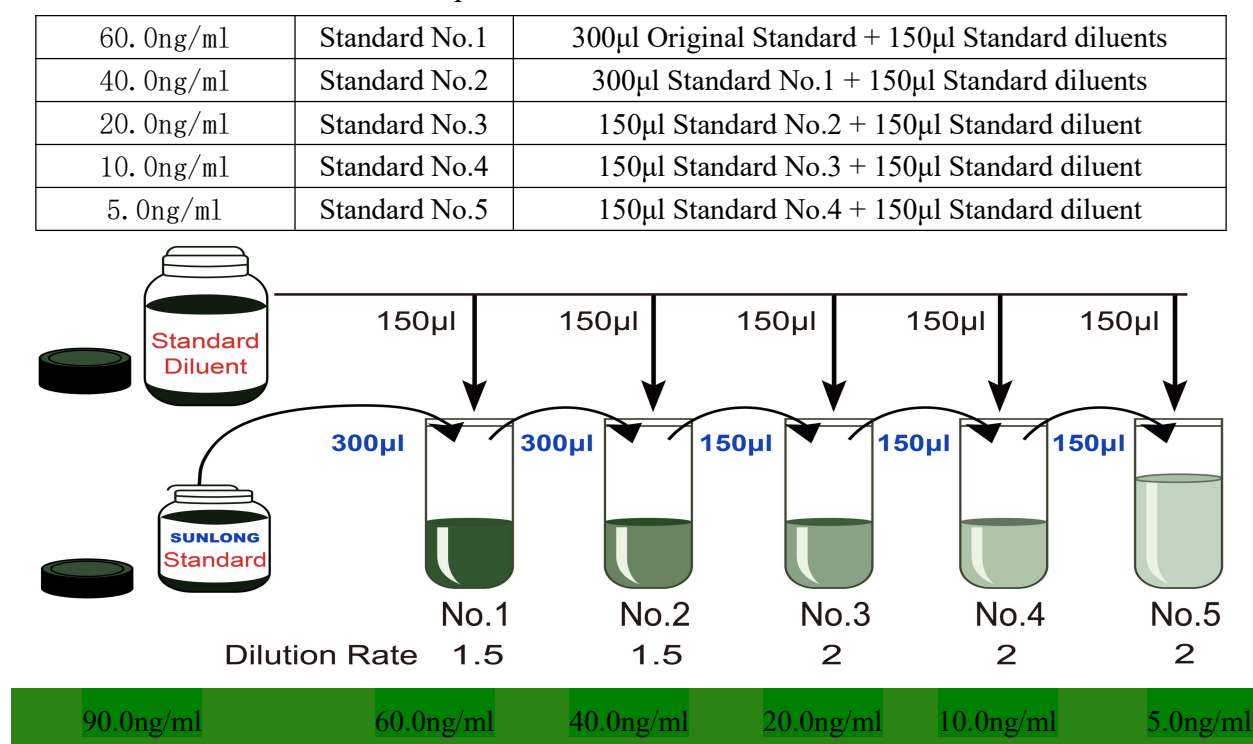 60.0ng/ml Standard No.1 300μl Original Standard + 150μl Standard diluents
40.0ng/ml Standard No.2 300μl Standard No.1 + 150μl Standard diluents
20.0ng/ml Standard No.3 150μl Standard No.2 + 150μl Standard diluent
10.0ng/ml Standard No.4 150μl Standard No.3 + 150μl Standard diluent
5.0ng/ml Standard No.5 150μl Standard No.4 + 150μl Standard diluent
150μl 150μl 150μl 150μl 150μl
Standard
Diluent
300μl 300μl 150μl 150μl 150μl
SUNLONG
Standard
No.1 No.2 No.3 No.4 No.5
Dilution Rate 1.5 1.5 2 2 2
90.0ng/ml 60.0ng/ml 40.0ng/ml 20.0ng/ml 10.0ng/ml 5.0ng/ml